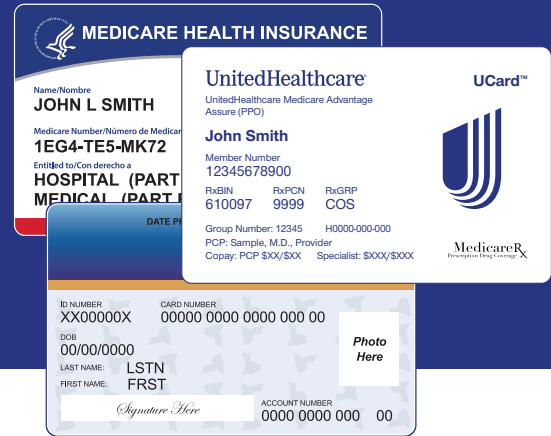 MEDICARE HEALTH INSURANCE
Name/Nombre
JOHN L SMITH
Medicare Number/Número de Medicar
1EG4-TE5-MK72
Entitled to/Con derecho a
HOSPITAL (PART
MEDICAL (PART
UnitedHealthcare®
UCard™
UnitedHealthcare Medicare Advantage
Assure (PPO)
John Smith
Member Number
12345678900
RxBIN RxPCN RxGRP
610097 9999 COS
Group Number: 12345 H0000-000-000
PCP: Sample, M.D., Provider
Copay: PCP $XX/$XX Specialist: $XXX/$XXX
MedicareRx
Prescription Drug Coverage
DATE PR
ID NUMBER CARD NUMBER
XX00000X 00000 0000 0000 000 00
DOB
00/00/0000
LAST NAME: LSTN
FIRST NAME: FRST
Photo
Here
Signature Here
ACCOUNT NUMBER
0000 0000 000 00